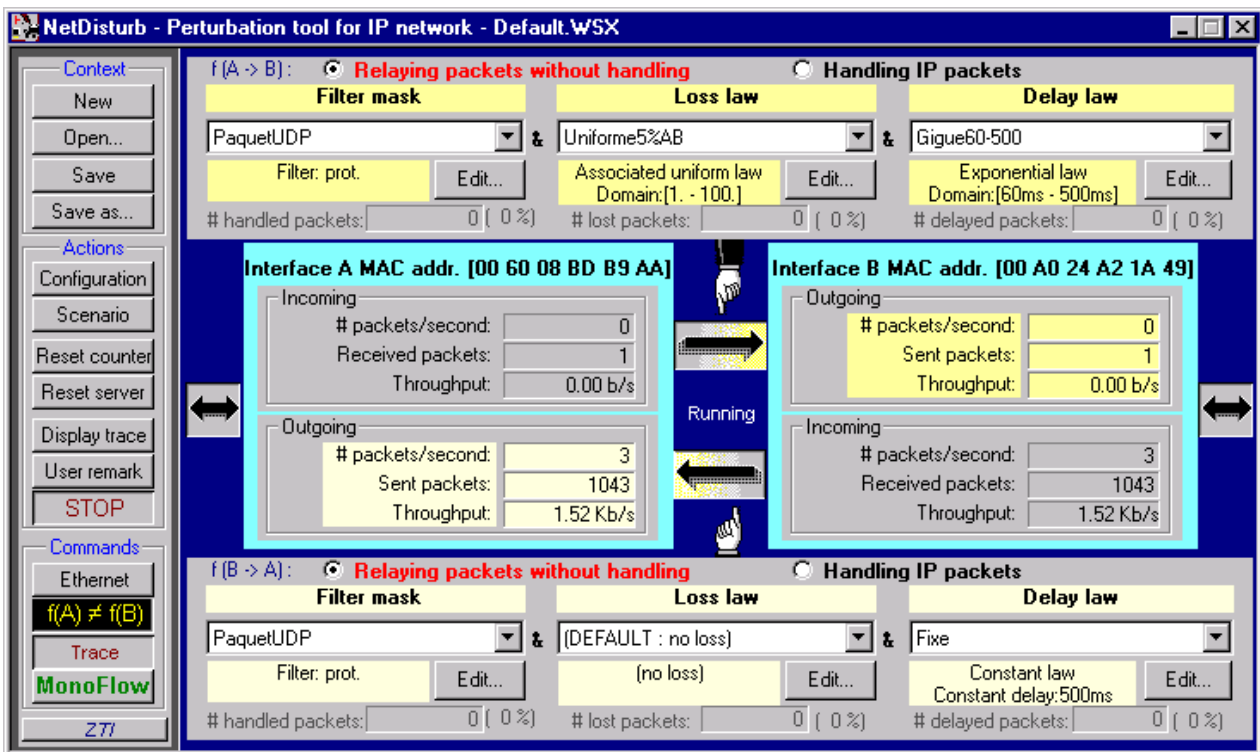 NetDisturb - Perturbation tool for IP network - Default.WSX
Context
New
Open...
Save
Save as...
Actions
Configuration
Scenario
Reset counter
Reset server
Display trace
User remark
STOP
Commands
Ethernet
f(A) ≠ f(B)
Trace
MonoFlow
ZTI
f (A -> B) : Relaying packets without handling Handling IP packets
Filter mask Loss law Delay law
PaquetUDP & Uniforme5%AB & Gigue60-500
Filter: prot. Edit... Associated uniform law Edit... Exponential law Edit...
Domain:[1. - 100.] Domain:[60ms - 500ms]
# handled packets: 0 ( 0 %) # lost packets: 0 ( 0 %) # delayed packets: 0 ( 0 %)
Interface A MAC addr. [00 60 08 BD B9 AA]
Incoming
# packets/second: 0
Received packets: 1
Throughput: 0.00 b/s
Outgoing
# packets/second: 3
Sent packets: 1043
Throughput: 1.52 Kb/s
Running
Interface B MAC addr. [00 A0 24 A2 1A 49]
Outgoing
# packets/second: 0
Sent packets: 1
Throughput: 0.00 b/s
Incoming
# packets/second: 3
Received packets: 1043
Throughput: 1.52 Kb/s
f (B -> A) : Relaying packets without handling Handling IP packets
Filter mask Loss law Delay law
PaquetUDP & (DEFAULT : no loss) & Fixe
Filter: prot. Edit... (no loss) Edit... Constant law Edit...
Constant delay:500ms
# handled packets: 0 ( 0 %) # lost packets: 0 ( 0 %) # delayed packets: 0 ( 0 %)